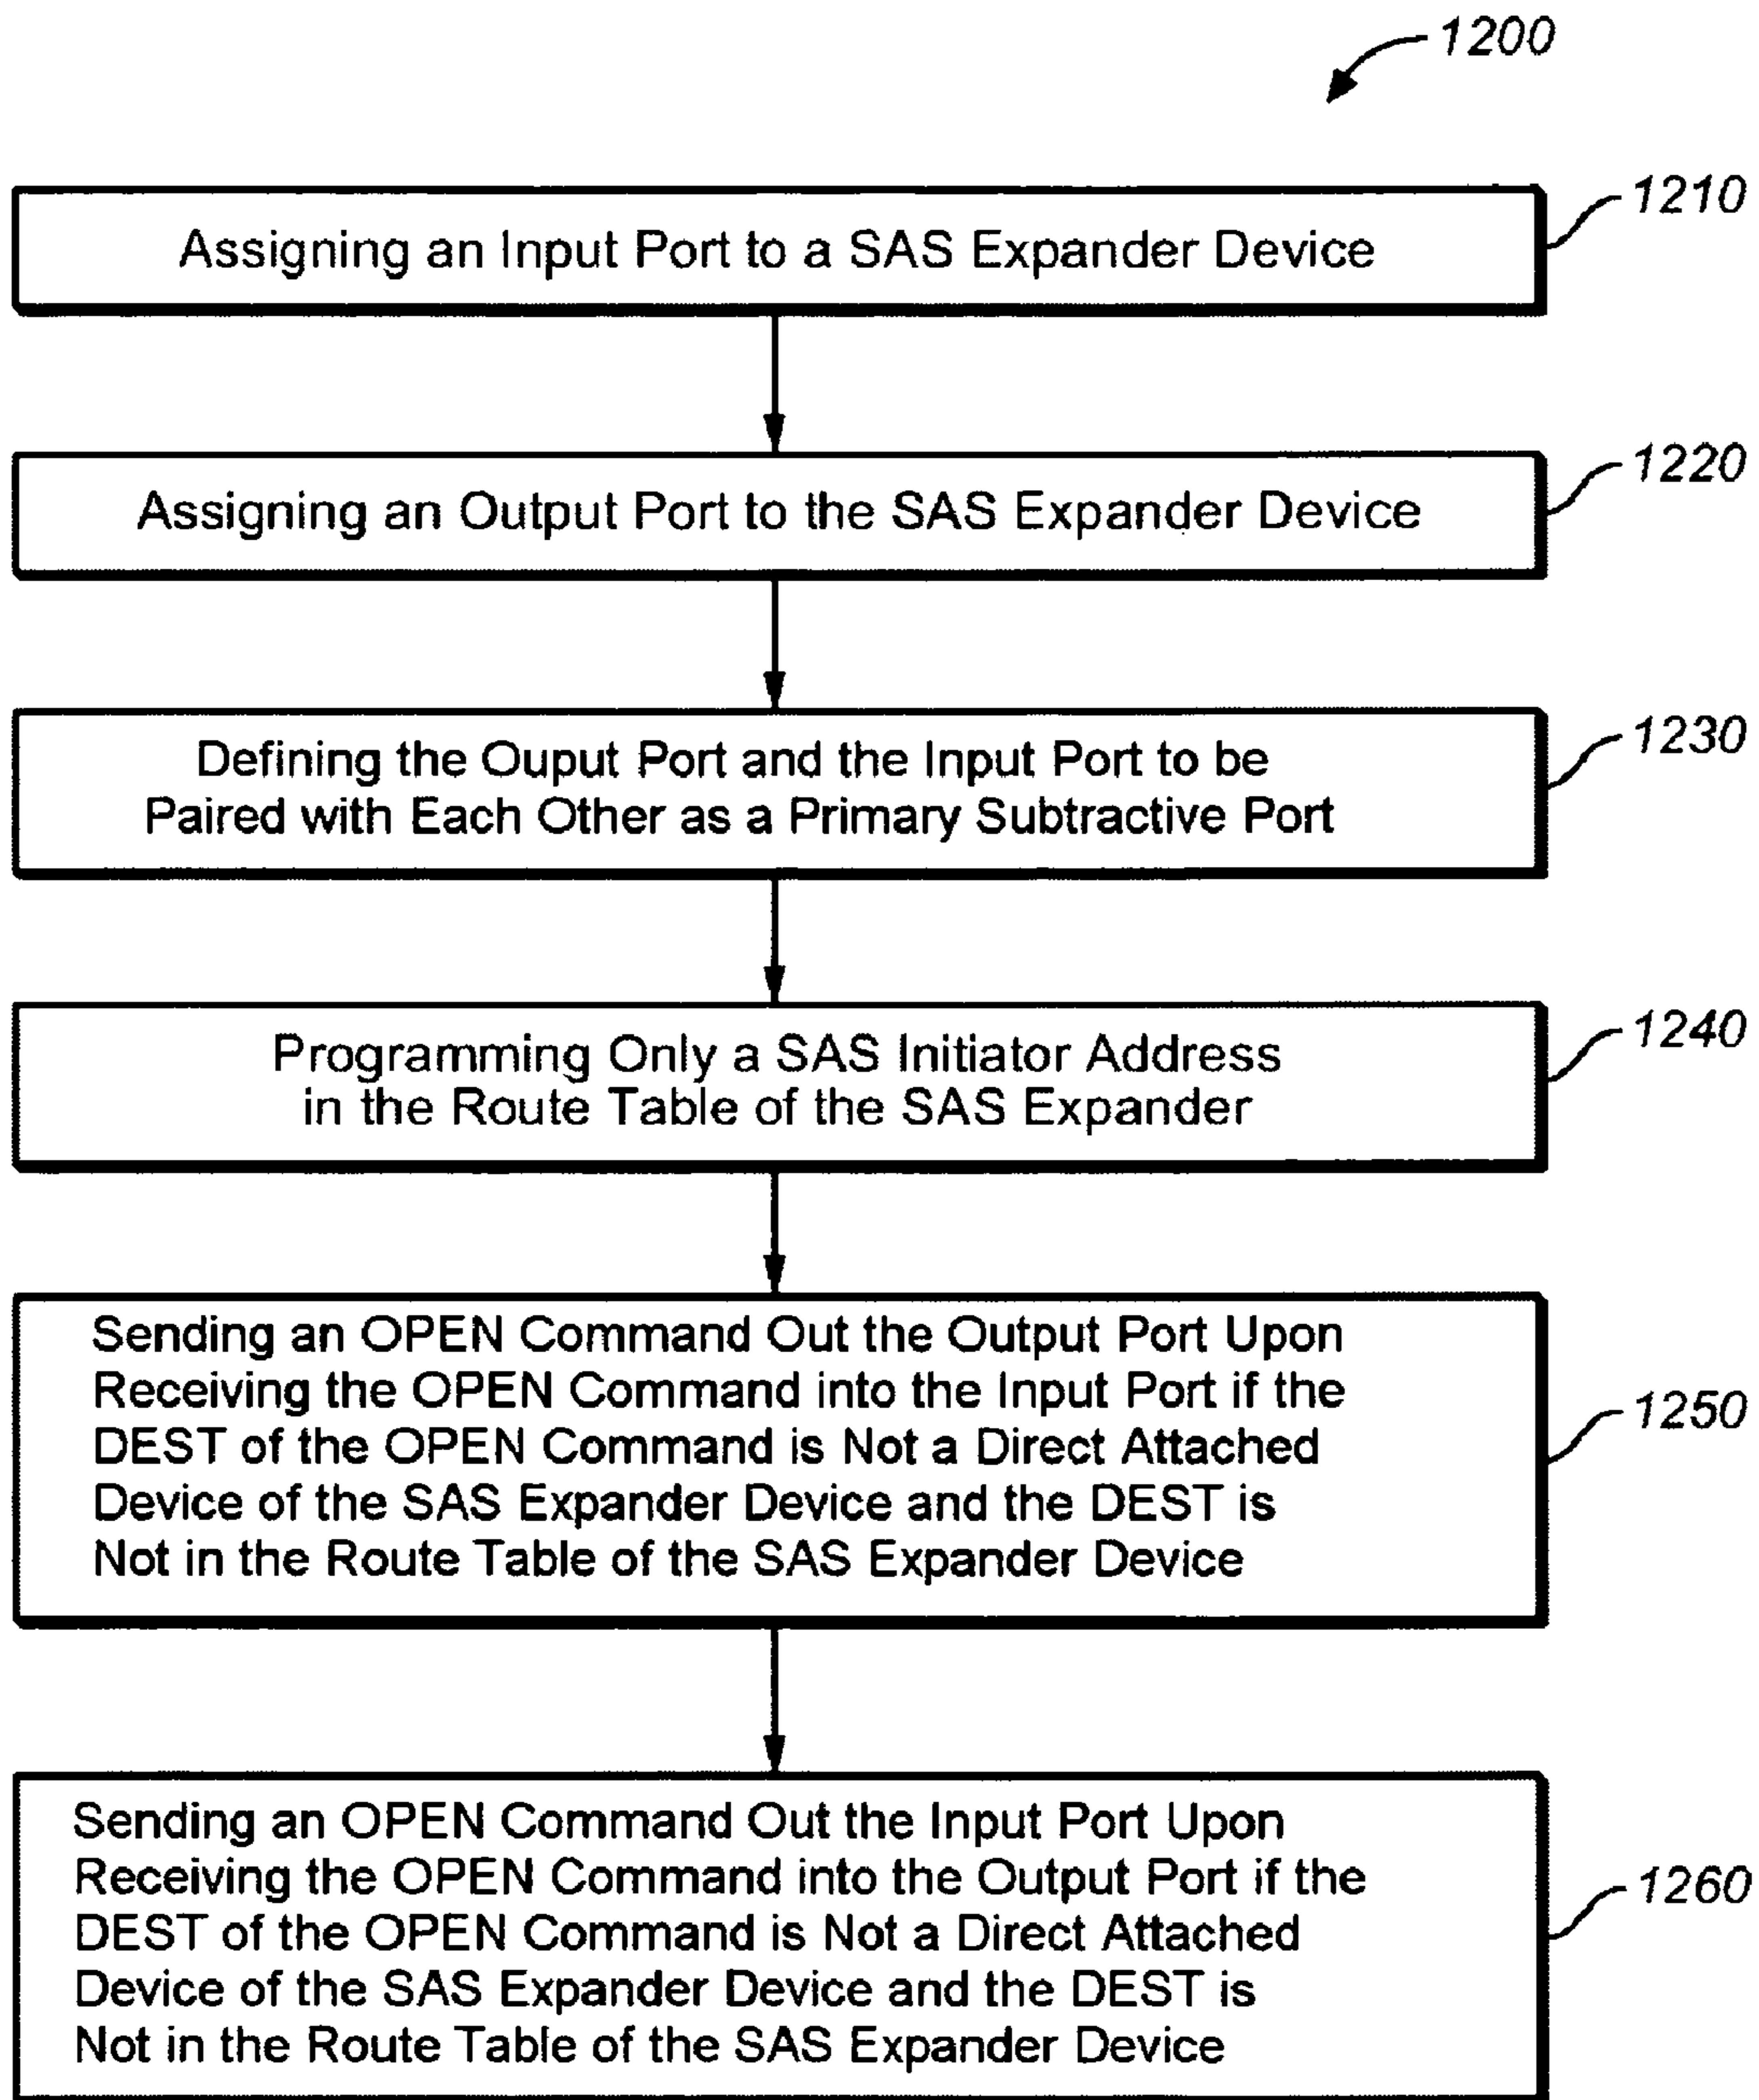 1200
1210
Assigning an Input Port to a SAS Expander Device
1220
Assigning an Output Port to the SAS Expander Device
1230
Defining the Ouput Port and the Input Port to be
Paired with Each Other as a Primary Subtractive Port
1240
Programming Only a SAS Initiator Address
in the Route Table of the SAS Expander
1250
Sending an OPEN Command Out the Output Port Upon
Receiving the OPEN Command into the Input Port if the
DEST of the OPEN Command is Not a Direct Attached
Device of the SAS Expander Device and the DEST is
Not in the Route Table of the SAS Expander Device
1260
Sending an OPEN Command Out the Input Port Upon
Receiving the OPEN Command into the Output Port if the
DEST of the OPEN Command is Not a Direct Attached
Device of the SAS Expander Device and the DEST is
Not in the Route Table of the SAS Expander Device